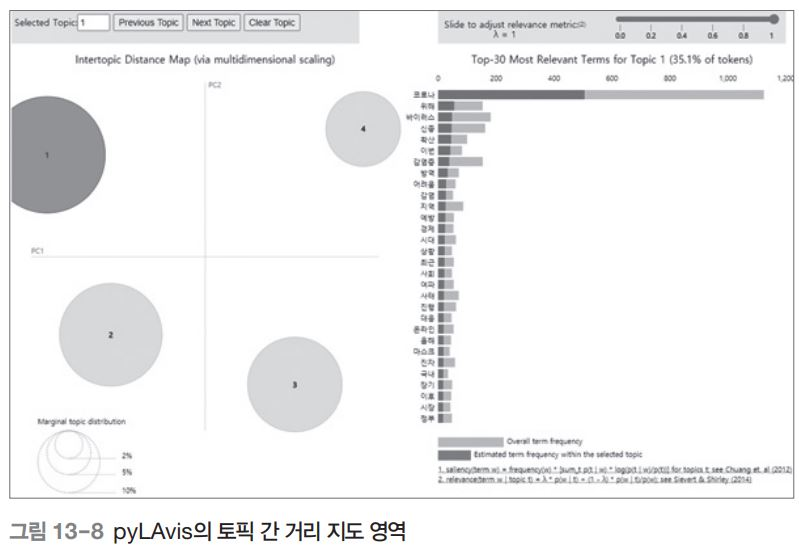 Selected Topic: 1 Previous Topic Next Topic Clear Topic
Slide to adjust relevance metric:(2)
λ = 1
0.0 0.2 0.4 0.6 0.8 1
Intertopic Distance Map (via multidimensional scaling)
PC2
PC1
1
4
2
3
Marginal topic distribution
2%
5%
10%
Top-30 Most Relevant Terms for Topic 1 (35.1% of tokens)
0 200 400 600 800 1,000 1,200
코로나
위해
바이러스
신종
확산
이번
감염증
방역
어려움
감염
지역
예방
경제
시대
상황
최근
사회
여파
사태
진행
대응
온라인
올해
마스크
진자
국내
장기
이후
시장
정부
Overall term frequency
Estimated term frequency within the selected topic
1. saliency(term w) = frequency(w) * [sum_t p(t | w) * log(p(t | w)/p(t))] for topics t; see Chuang et. al (2012)
2. relevance(term w | topic t) = λ * p(w | t) + (1 - λ) * p(w | t)/p(w); see Sievert & Shirley (2014)
그림 13-8 pyLAvis의 토픽 간 거리 지도 영역